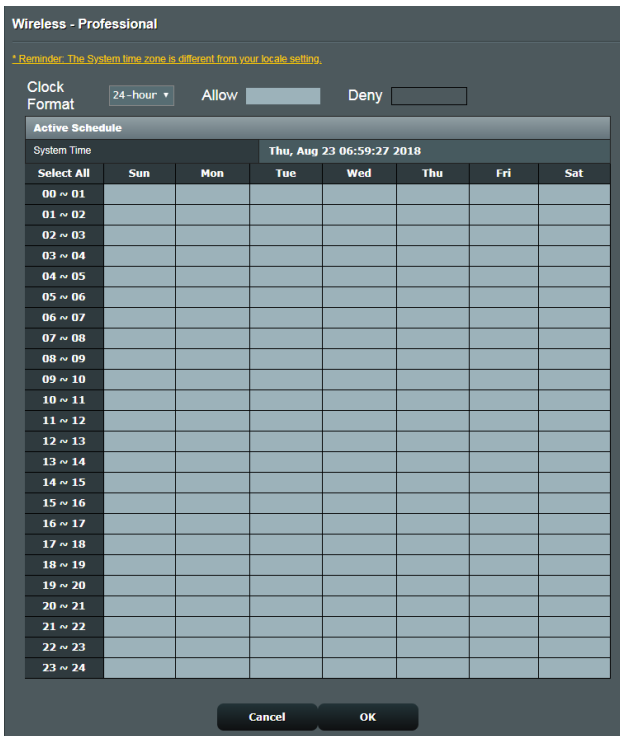 Wireless - Professional
* Reminder: The System time zone is different from your locale setting.
Clock Format 24-hour Allow Deny
Active Schedule
System Time Thu, Aug 23 06:59:27 2018
Select All Sun Mon Tue Wed Thu Fri Sat
00 ~ 01
01 ~ 02
02 ~ 03
03 ~ 04
04 ~ 05
05 ~ 06
06 ~ 07
07 ~ 08
08 ~ 09
09 ~ 10
10 ~ 11
11 ~ 12
12 ~ 13
13 ~ 14
14 ~ 15
15 ~ 16
16 ~ 17
17 ~ 18
18 ~ 19
19 ~ 20
20 ~ 21
21 ~ 22
22 ~ 23
23 ~ 24
Cancel OK